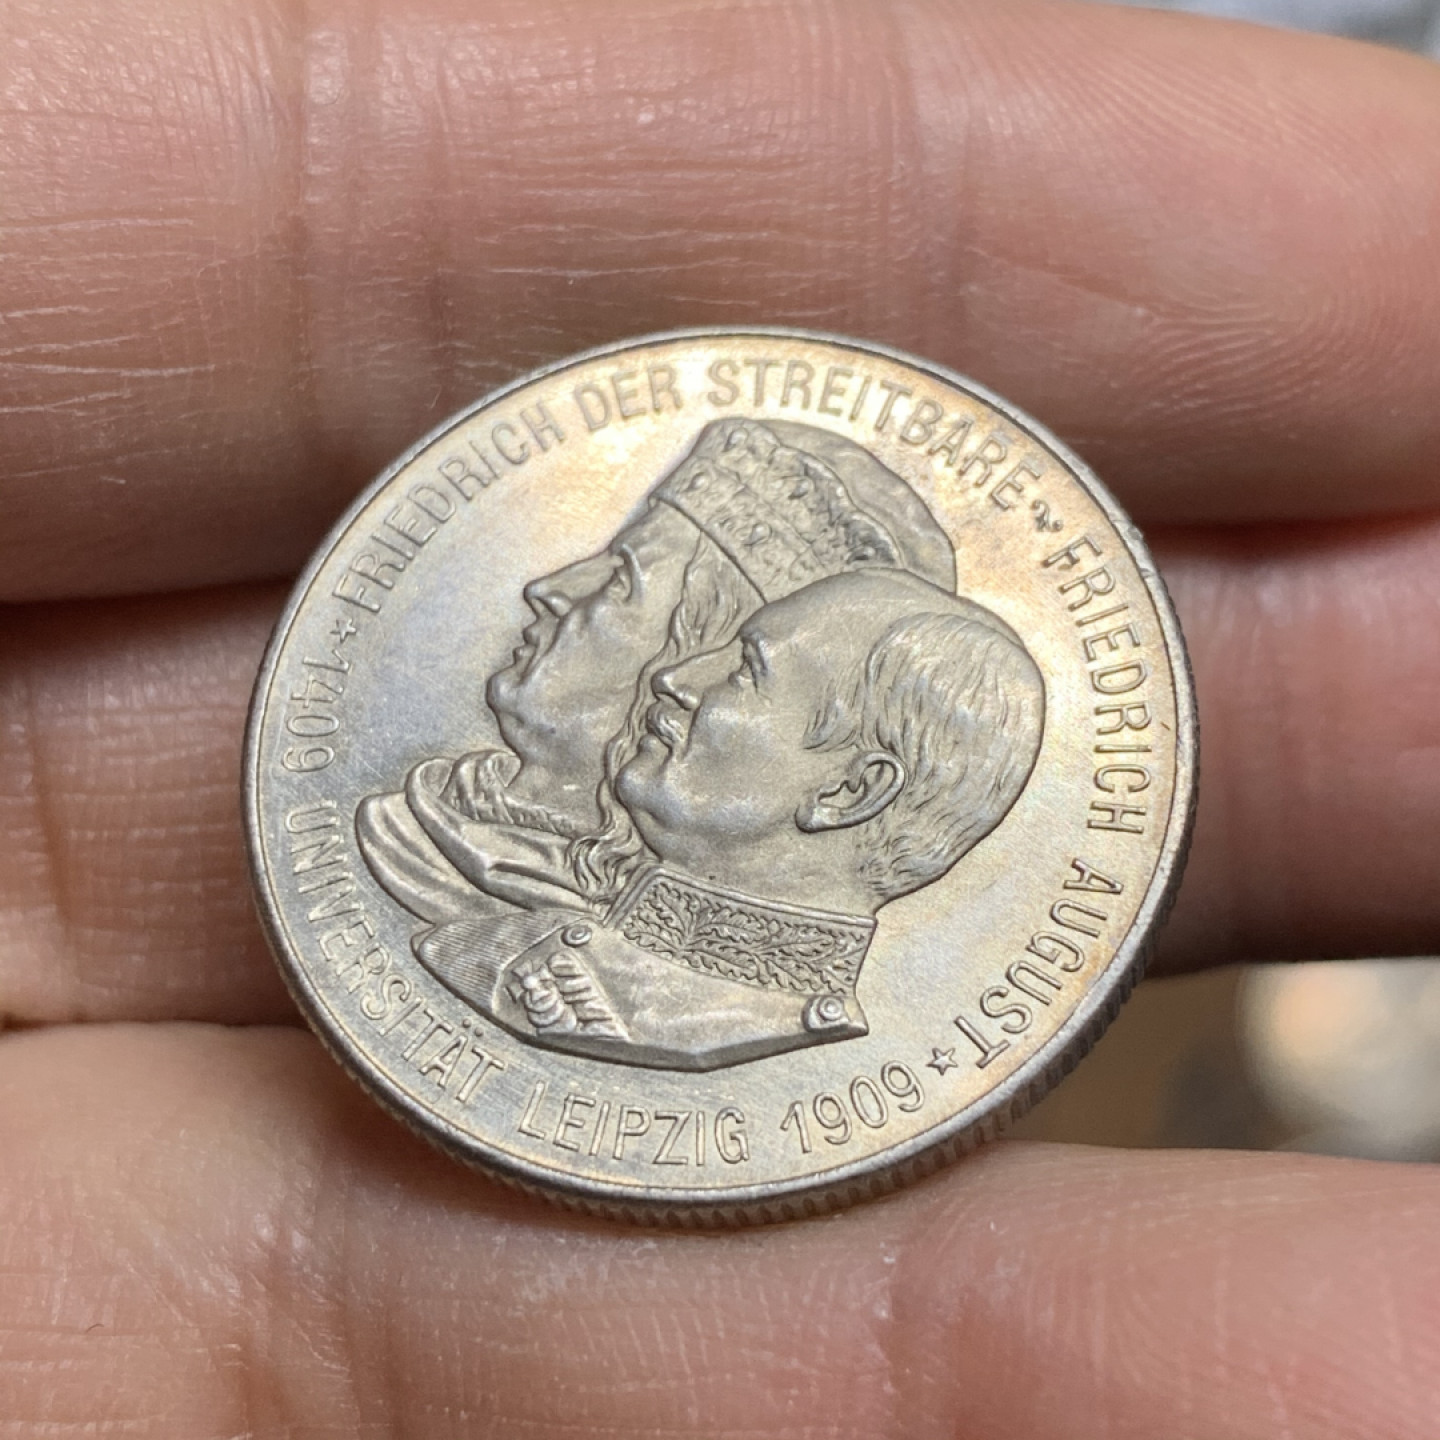 ★ FRIEDRICH DER STREITBARE ⚜ FRIEDRICH AUGUST ★
1409 UNIVERSITÄT LEIPZIG 1909